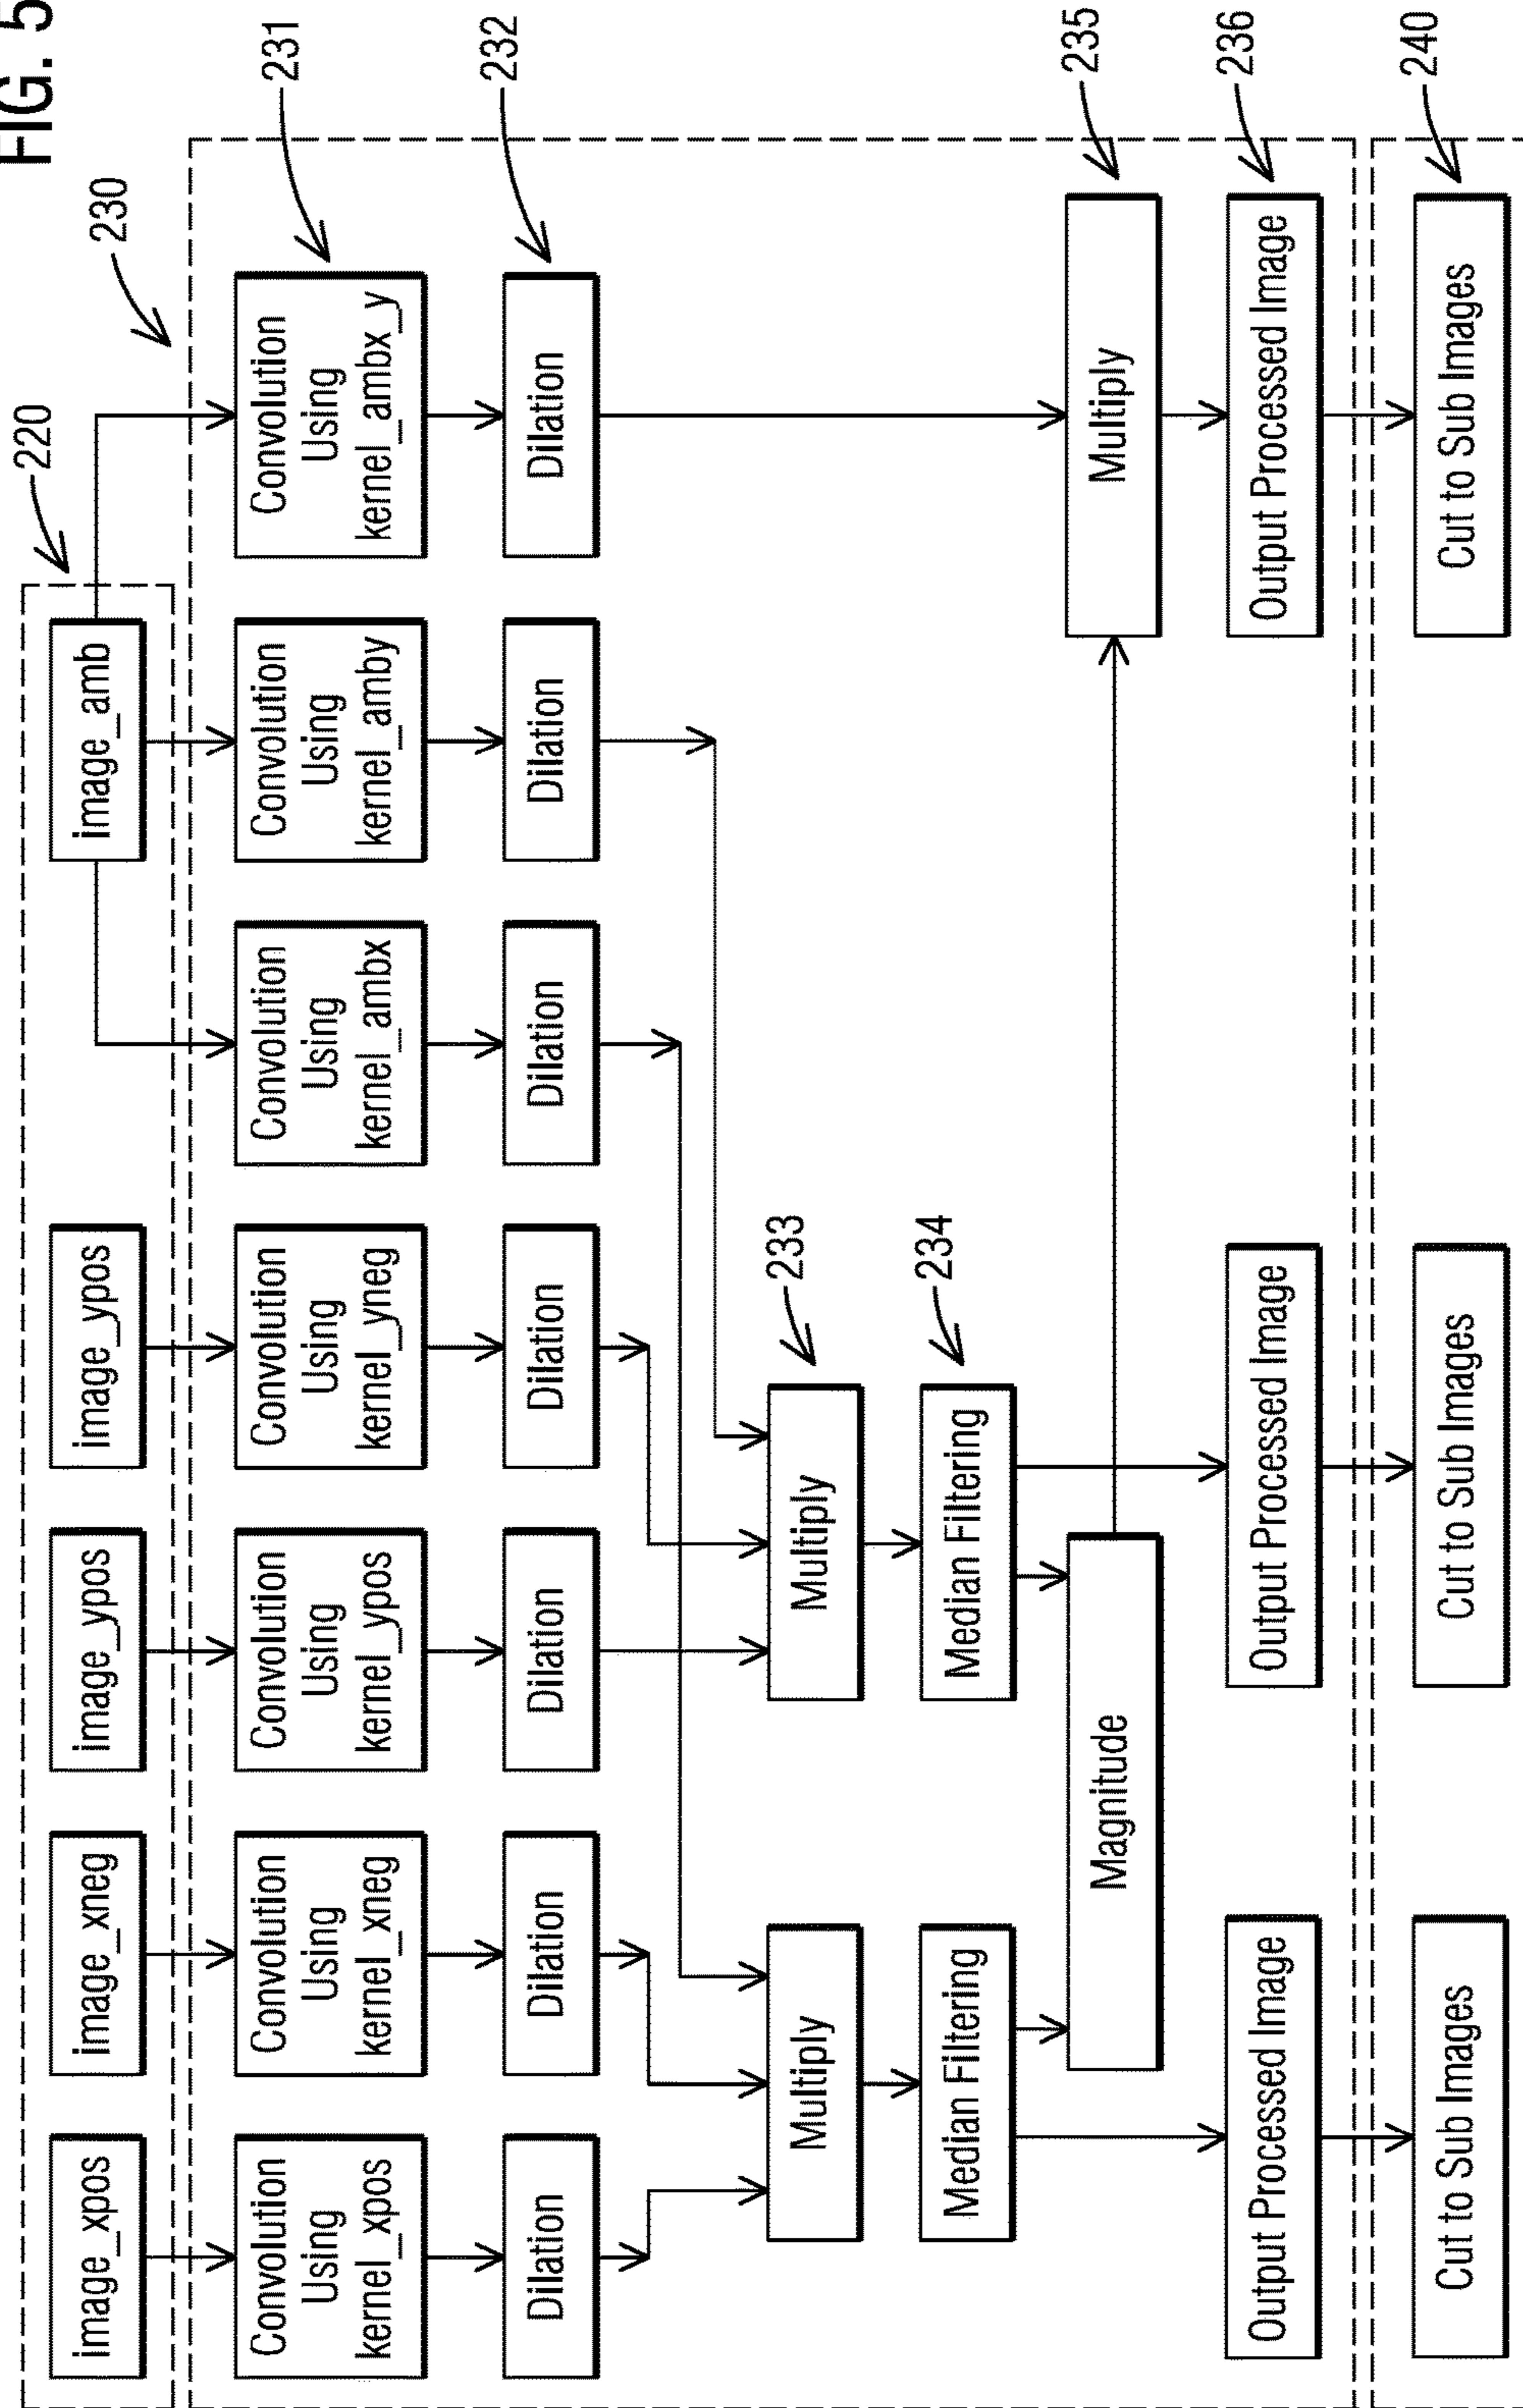 FIG. 5
220
image_xpos
image_xneg
image_ypos
image_ypos
image_amb
230
231
Convolution
Using
kernel_xpos
Convolution
Using
kernel_xneg
Convolution
Using
kernel_ypos
Convolution
Using
kernel_yneg
Convolution
Using
kernel_ambx
Convolution
Using
kernel_amby
Convolution
Using
kernel_ambx_y
232
Dilation
Dilation
Dilation
Dilation
Dilation
Dilation
Dilation
Multiply
Multiply
233
Median Filtering
Median Filtering
234
Magnitude
Multiply
235
Output Processed Image
Output Processed Image
Output Processed Image
236
Cut to Sub Images
Cut to Sub Images
Cut to Sub Images
240